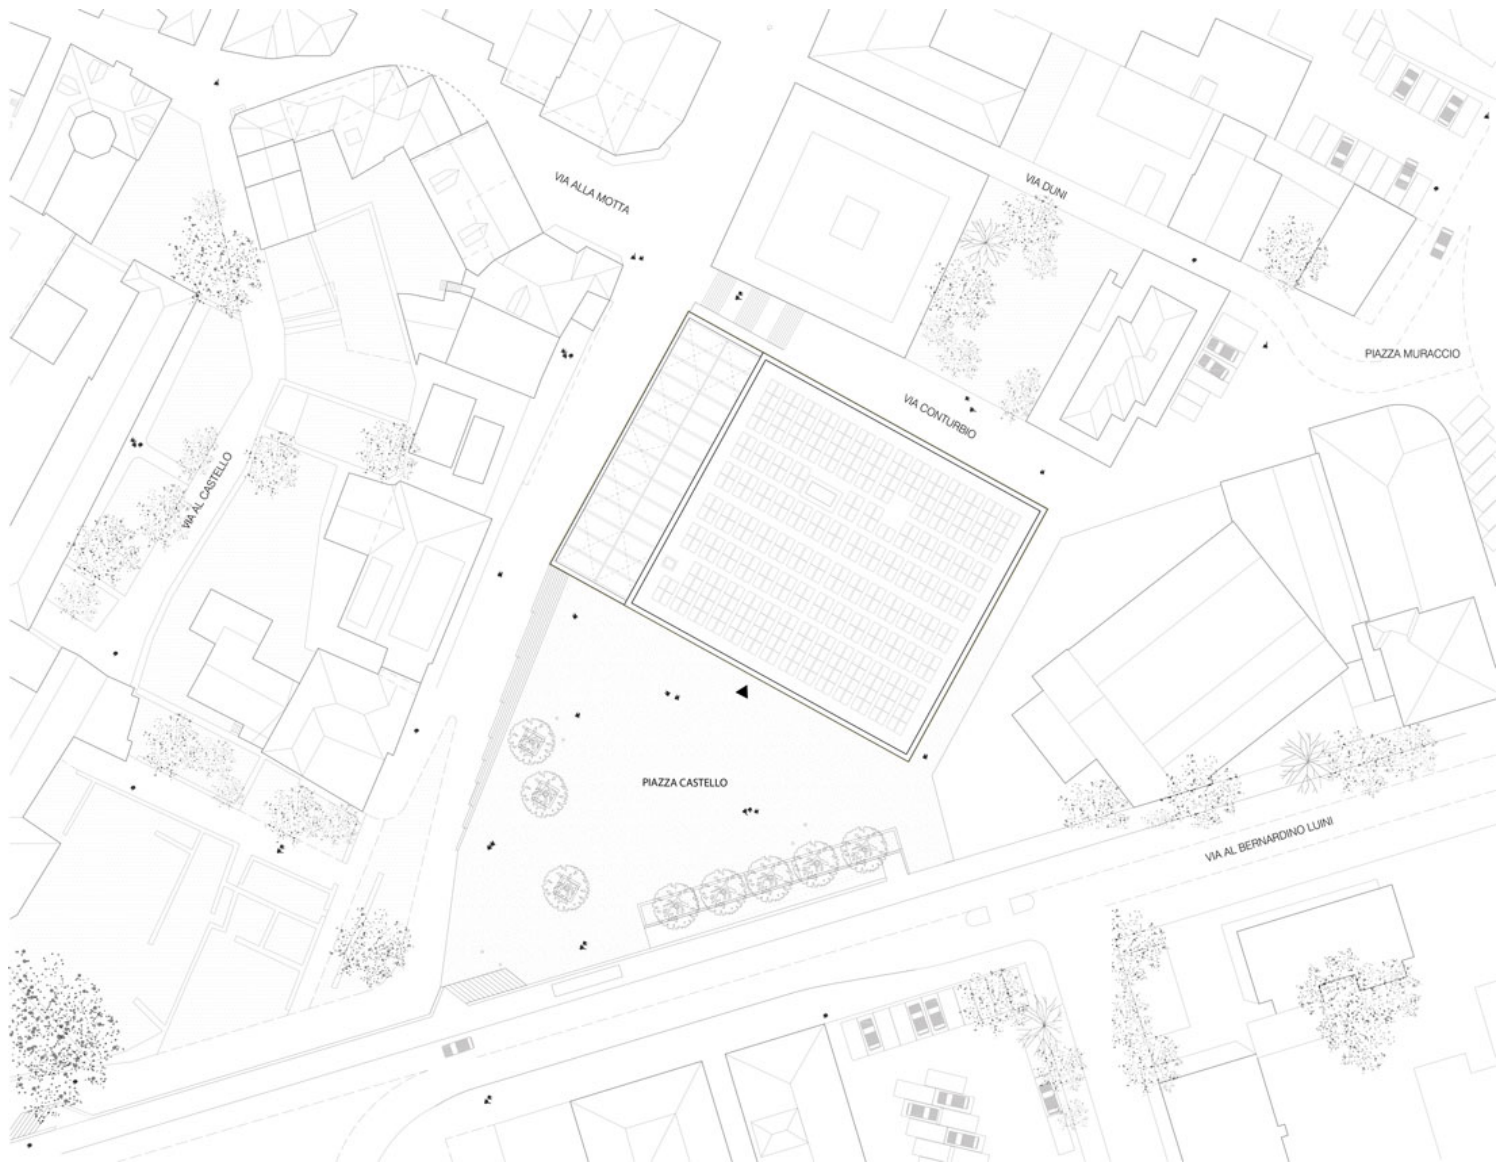 VIA ALLA MOTTA
VIA DUNI
PIAZZA MURACCIO
VIA CONTURBIO
VIA AL CASTELLO
PIAZZA CASTELLO
VIA AL BERNARDINO LUINI